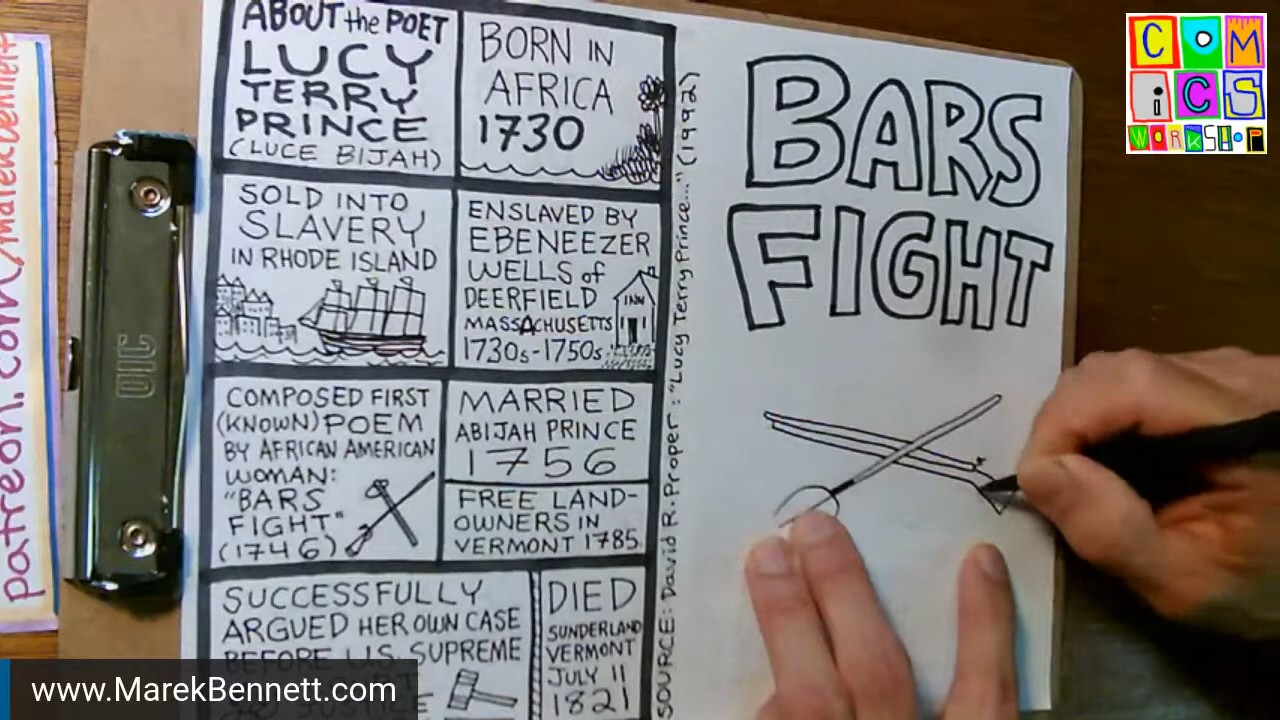 ABOUT the POET
LUCY
TERRY
PRINCE
(LUCE BIJAH)
BORN IN
AFRICA
1730
SOLD INTO
SLAVERY
IN RHODE ISLAND
ENSLAVED BY
EBENEEZER
WELLS of
DEERFIELD
MASSACHUSETTS
1730s-1750s
INN
COMPOSED FIRST
(KNOWN) POEM
BY AFRICAN AMERICAN
WOMAN:
"BARS
FIGHT"
(1746)
MARRIED
ABIJAH PRINCE
1756
FREE LAND-
OWNERS IN
VERMONT 1785
SUCCESSFULLY
ARGUED HER OWN CASE
BEFORE U.S. SUPREME
DIED
SUNDERLAND
VERMONT
JULY 11
1821
SOURCE: David R. Proper: "Lucy Terry Prince..." (1992)
BARS
FIGHT
COMiCS
WORKSHOP
patreon.com/marekbennett
OIC
www.MarekBennett.com